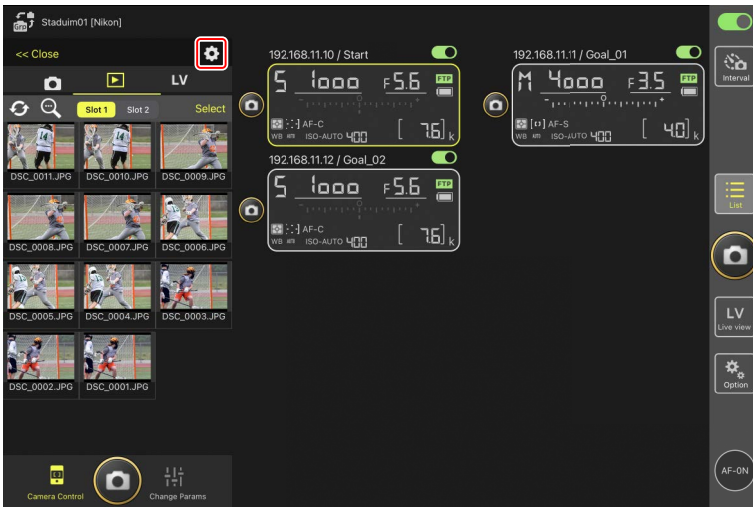 Grp Staduim01 [Nikon]
<< Close
LV
Slot 1 Slot 2 Select
DSC_0011.JPG DSC_0010.JPG DSC_0009.JPG
DSC_0008.JPG DSC_0007.JPG DSC_0006.JPG
DSC_0005.JPG DSC_0004.JPG DSC_0003.JPG
DSC_0002.JPG DSC_0001.JPG
Camera Control Change Params
192.168.11.10 / Start
S 1000 F5.6 FTP
AF-C
WB ISO-AUTO 400 [ 7.6] k
192.168.11.11 / Goal_01
M 4000 F3.5 FTP
AF-S
WB ISO-AUTO 400 [ 4.0] k
192.168.11.12 / Goal_02
S 1000 F5.6 FTP
AF-C
WB ISO-AUTO 400 [ 7.6] k
Interval
List
LV
Live view
Option
AF-ON